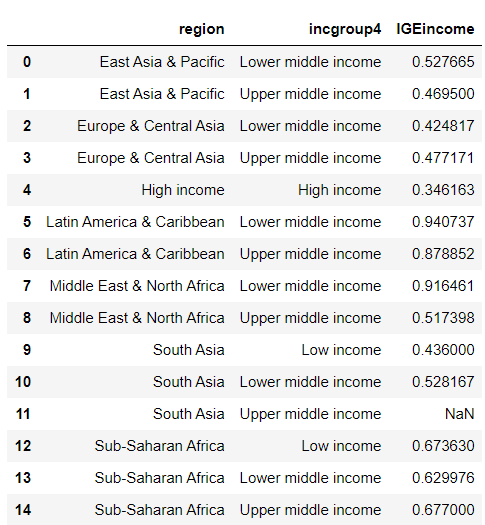 region incgroup4 IGEincome
0 East Asia & Pacific Lower middle income 0.527665
1 East Asia & Pacific Upper middle income 0.469500
2 Europe & Central Asia Lower middle income 0.424817
3 Europe & Central Asia Upper middle income 0.477171
4 High income High income 0.346163
5 Latin America & Caribbean Lower middle income 0.940737
6 Latin America & Caribbean Upper middle income 0.878852
7 Middle East & North Africa Lower middle income 0.916461
8 Middle East & North Africa Upper middle income 0.517398
9 South Asia Low income 0.436000
10 South Asia Lower middle income 0.528167
11 South Asia Upper middle income NaN
12 Sub-Saharan Africa Low income 0.673630
13 Sub-Saharan Africa Lower middle income 0.629976
14 Sub-Saharan Africa Upper middle income 0.677000